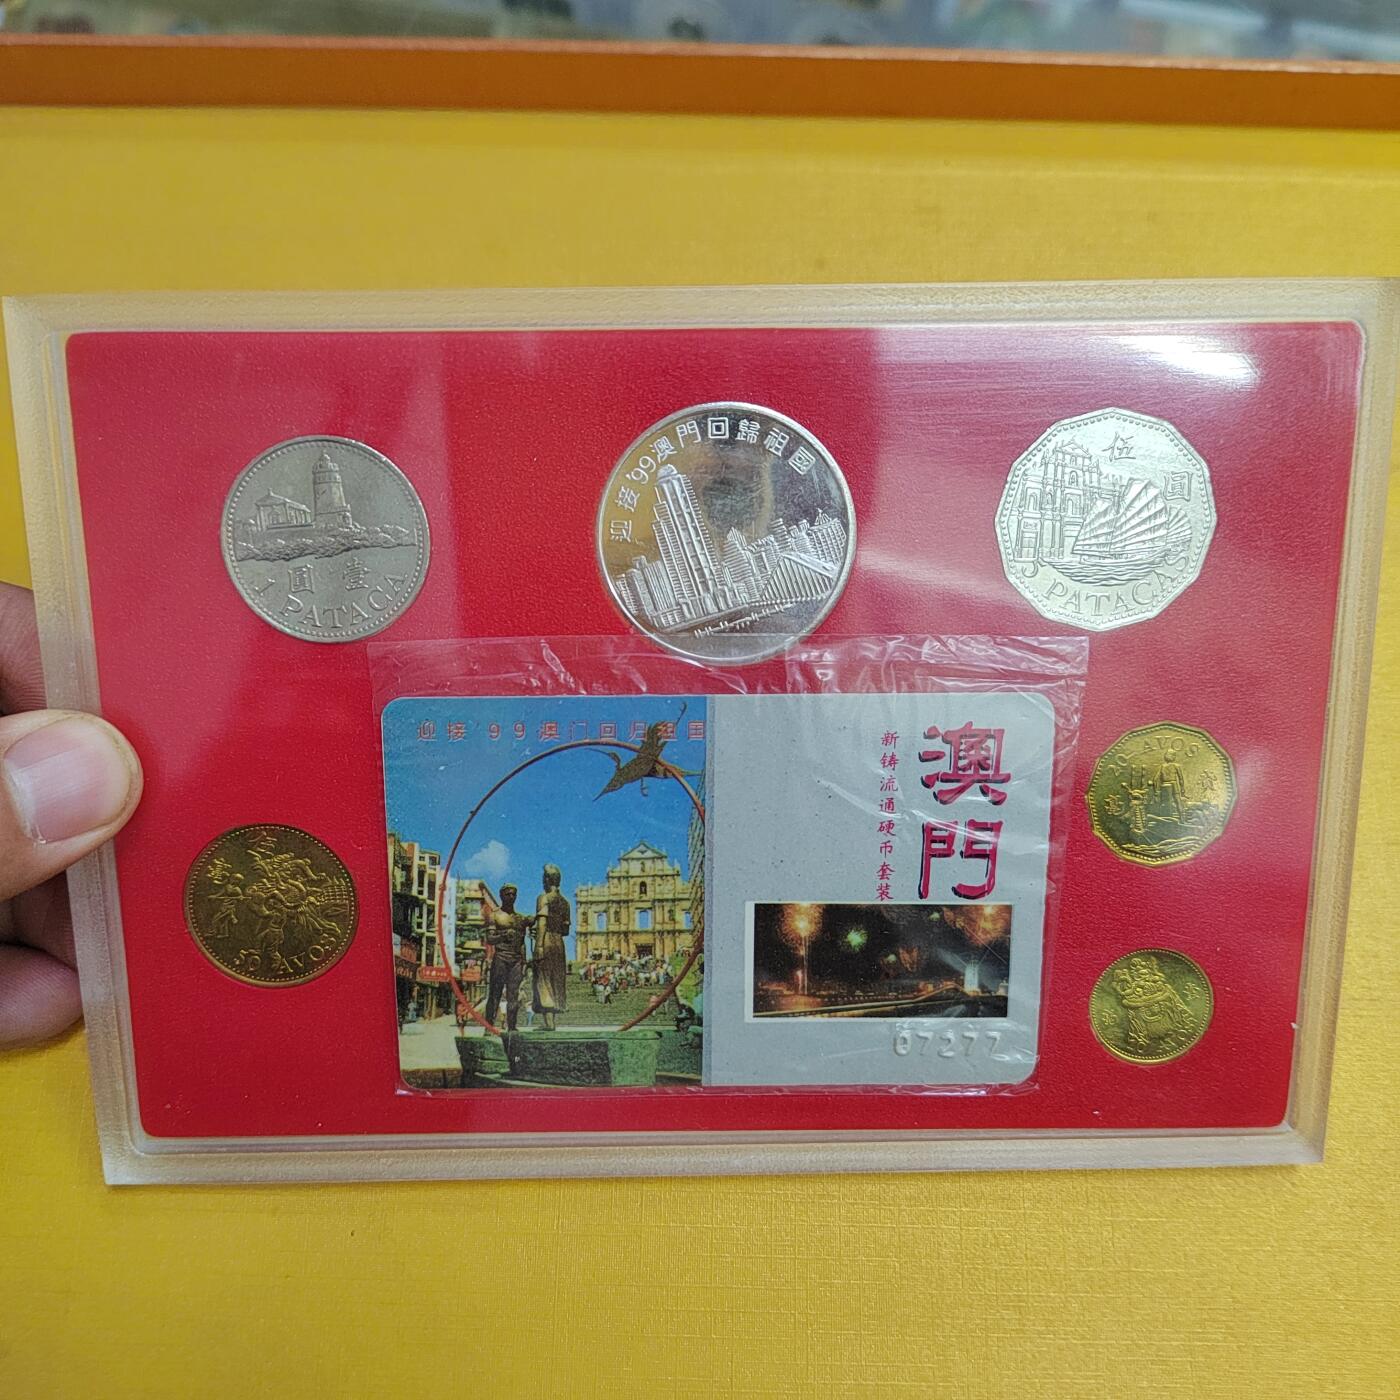 圓 壹
1 PATACA
迎接'99澳門回歸祖國
伍 圓
5 PATACAS
迎接'99澳门回归祖国
澳門
新铸流通硬币套装
07277
20 AVOS
50 AVOS